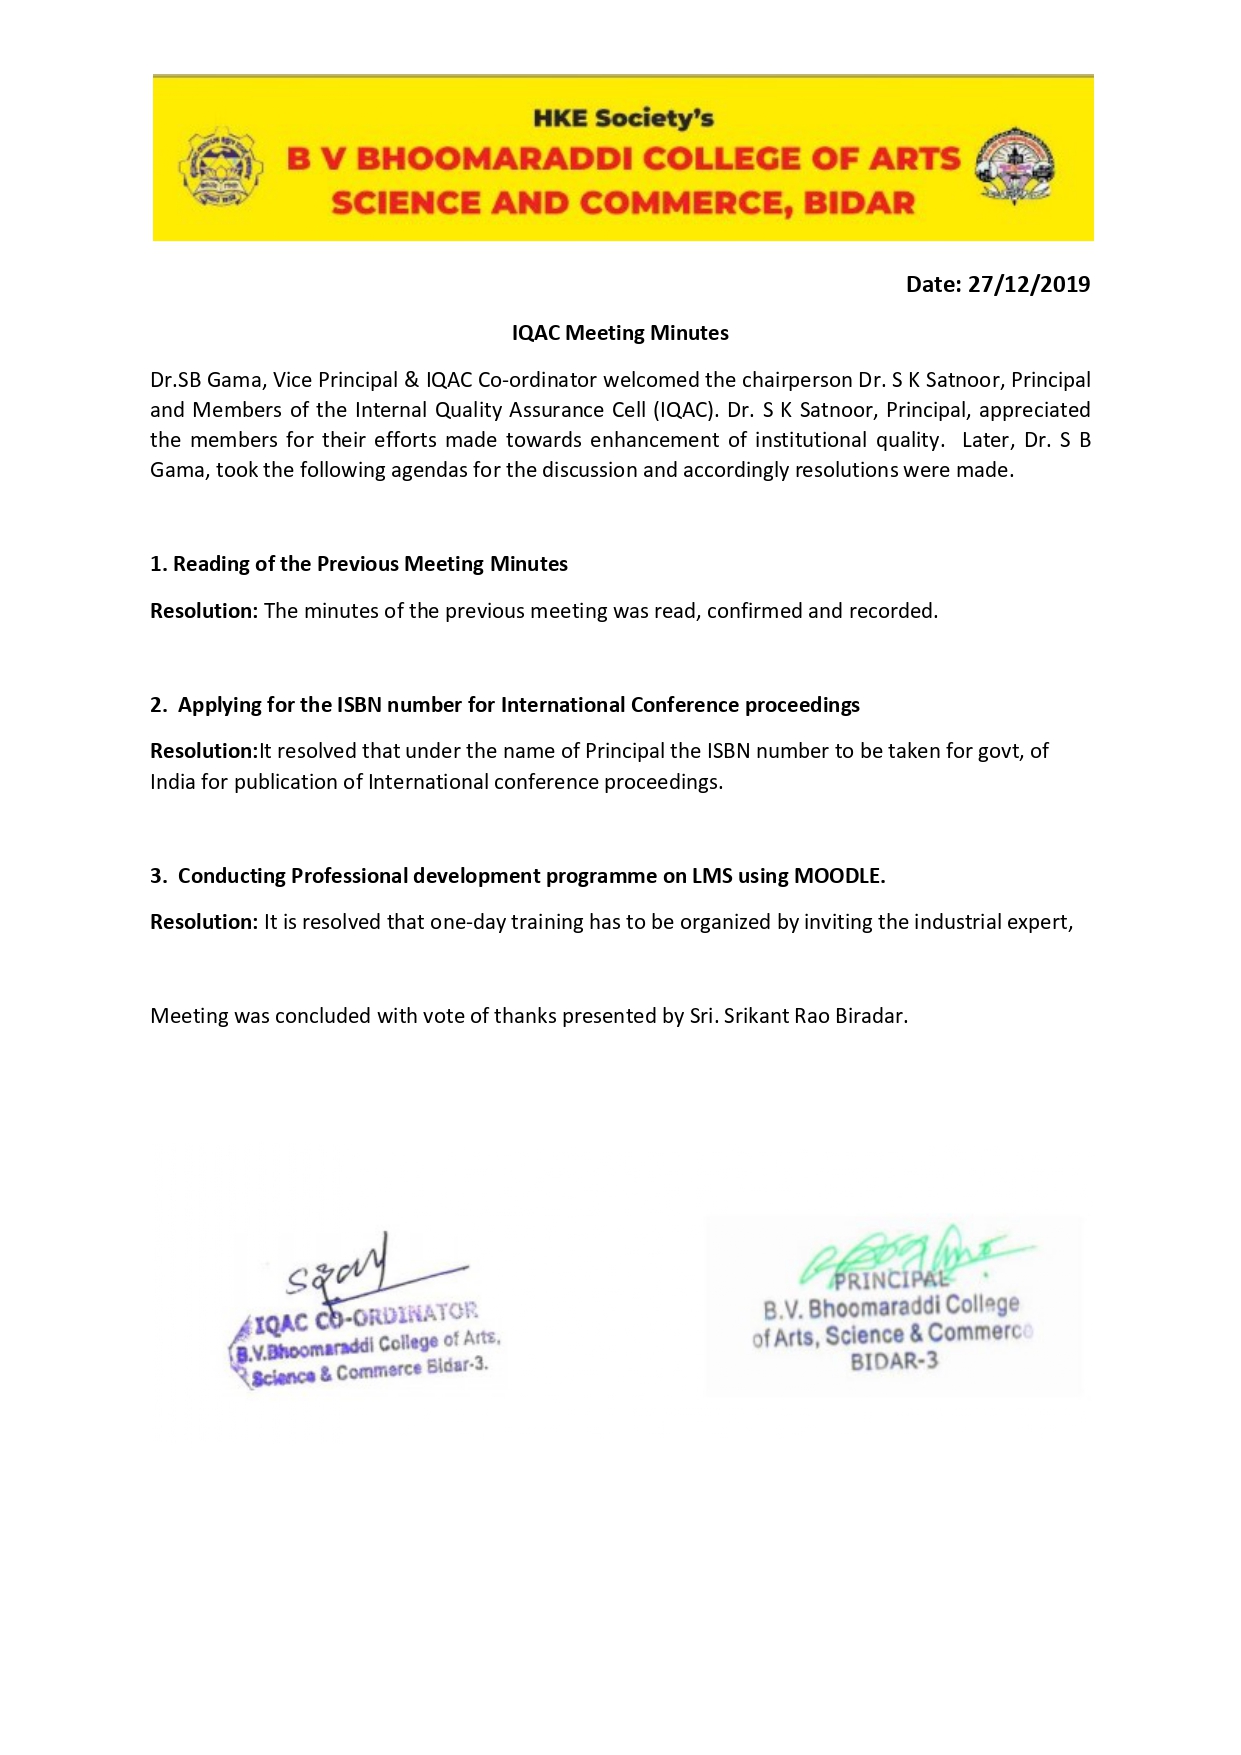 HKE Society's
B V BHOOMARADDI COLLEGE OF ARTS
SCIENCE AND COMMERCE, BIDAR
Date: 27/12/2019
IQAC Meeting Minutes
Dr.SB Gama, Vice Principal & IQAC Co-ordinator welcomed the chairperson Dr. S K Satnoor, Principal
and Members of the Internal Quality Assurance Cell (IQAC). Dr. S K Satnoor, Principal, appreciated
the members for their efforts made towards enhancement of institutional quality. Later, Dr. S B
Gama, took the following agendas for the discussion and accordingly resolutions were made.
1. Reading of the Previous Meeting Minutes
Resolution: The minutes of the previous meeting was read, confirmed and recorded.
2. Applying for the ISBN number for International Conference proceedings
Resolution:It resolved that under the name of Principal the ISBN number to be taken for govt, of
India for publication of International conference proceedings.
3. Conducting Professional development programme on LMS using MOODLE.
Resolution: It is resolved that one-day training has to be organized by inviting the industrial expert,
Meeting was concluded with vote of thanks presented by Sri. Srikant Rao Biradar.
IQAC CO-ORDINATOR
B.V.Bhoomaraddi College of Arts,
Science & Commerce Bidar-3.
PRINCIPAL
B.V. Bhoomaraddi College
of Arts, Science & Commerce
BIDAR-3